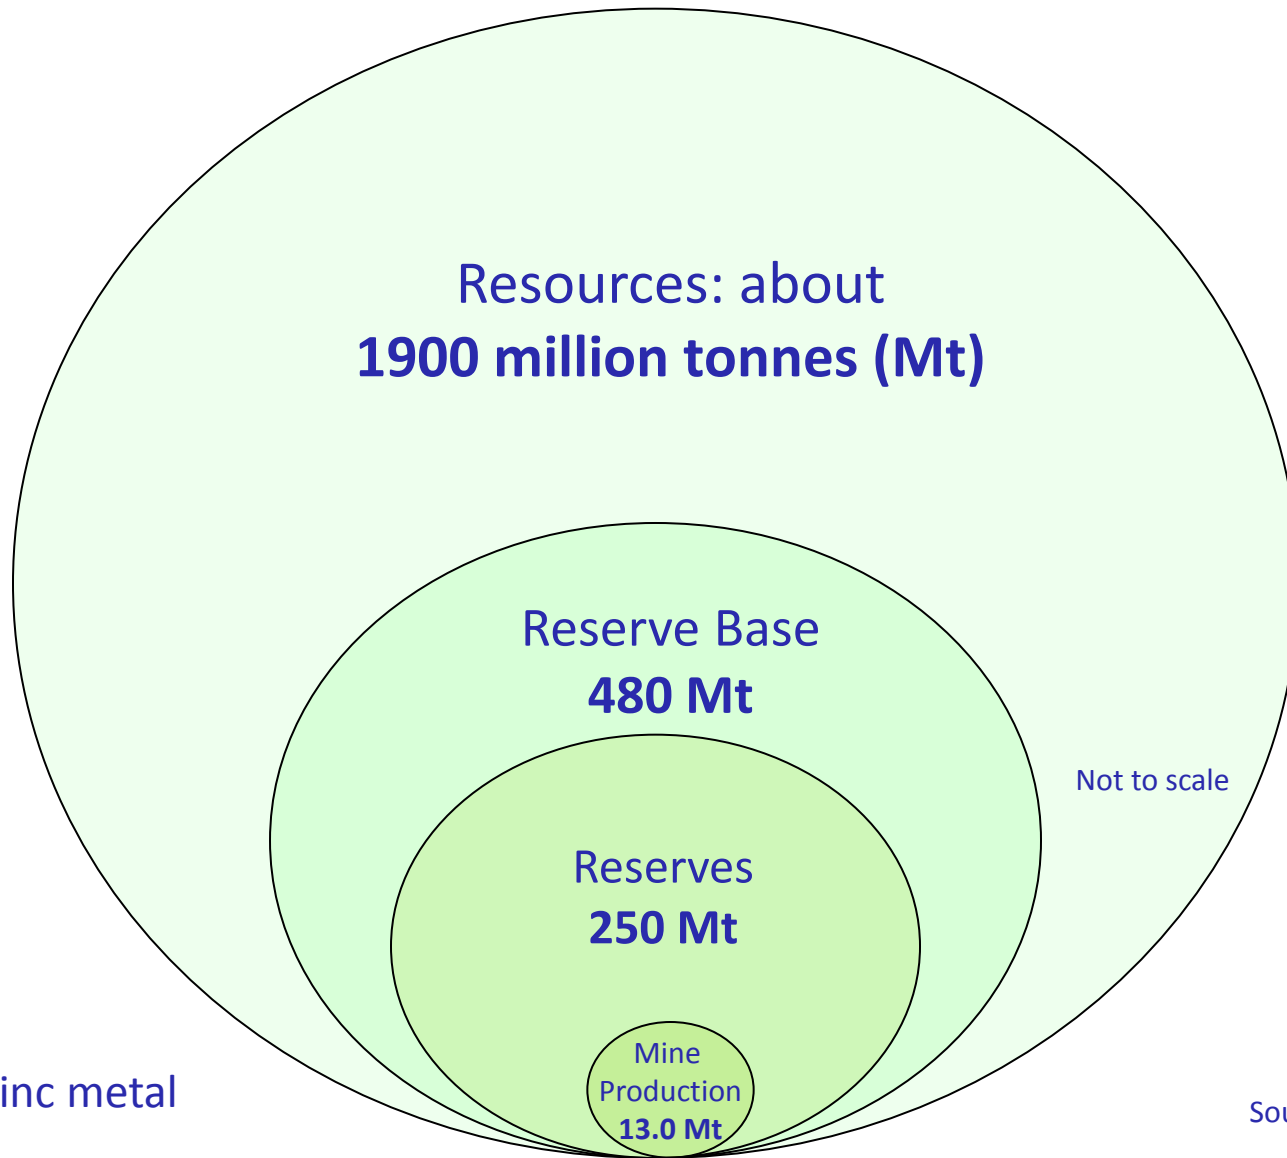 Resources: about
1900 million tonnes (Mt)
Reserve Base
480 Mt
Not to scale
Reserves
250 Mt
Mine
Production
13.0 Mt
inc metal
Sou